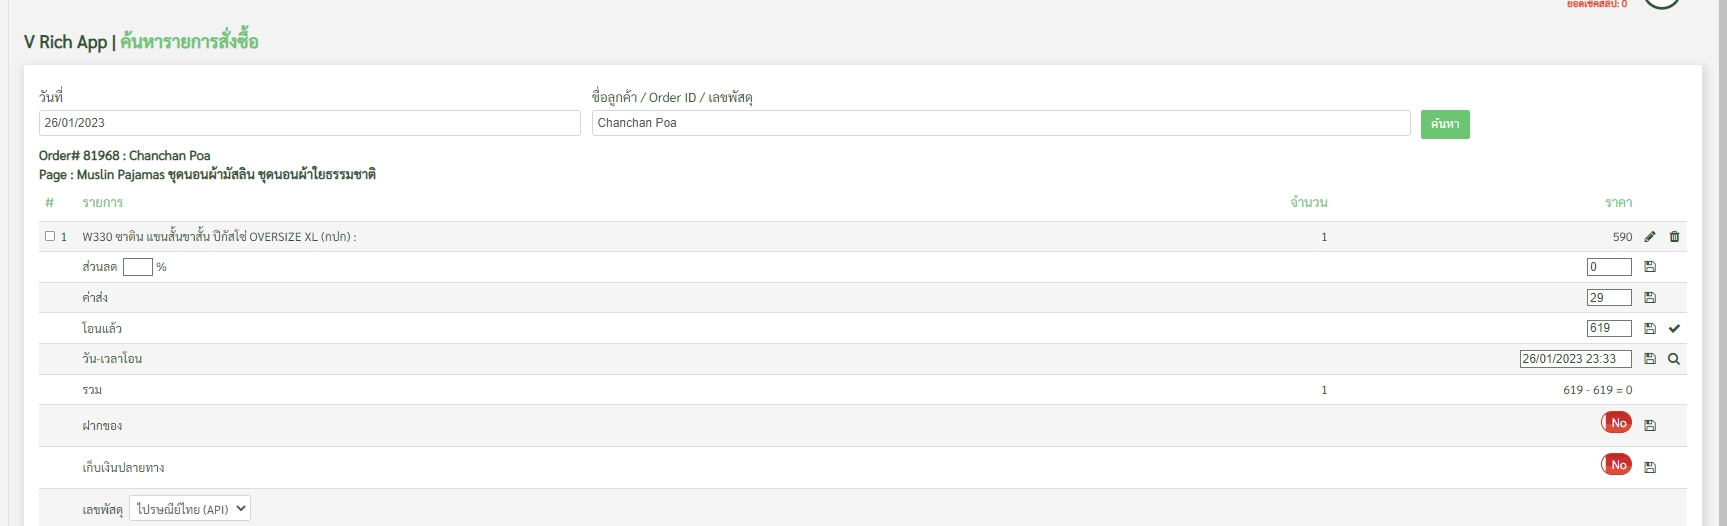 ยอดเช็คสลิป: 0
V Rich App | ค้นหารายการสั่งซื้อ
วันที่
ชื่อลูกค้า / Order ID / เลขพัสดุ
26/01/2023
Chanchan Poa
ค้นหา
Order# 81968 : Chanchan Poa
Page : Muslin Pajamas ชุดนอนผ้ามัสลิน ชุดนอนผ้าใยธรรมชาติ
# รายการ จำนวน ราคา
1 W330 ซาติน แขนสั้นขาสั้น ปีกัสโซ่ OVERSIZE XL (กปก) : 1 590
ส่วนลด % 0
ค่าส่ง 29
โอนแล้ว 619
วัน-เวลาโอน 26/01/2023 23:33
รวม 1 619 - 619 = 0
ฝากของ No
เก็บเงินปลายทาง No
เลขพัสดุ ไปรษณีย์ไทย (API)